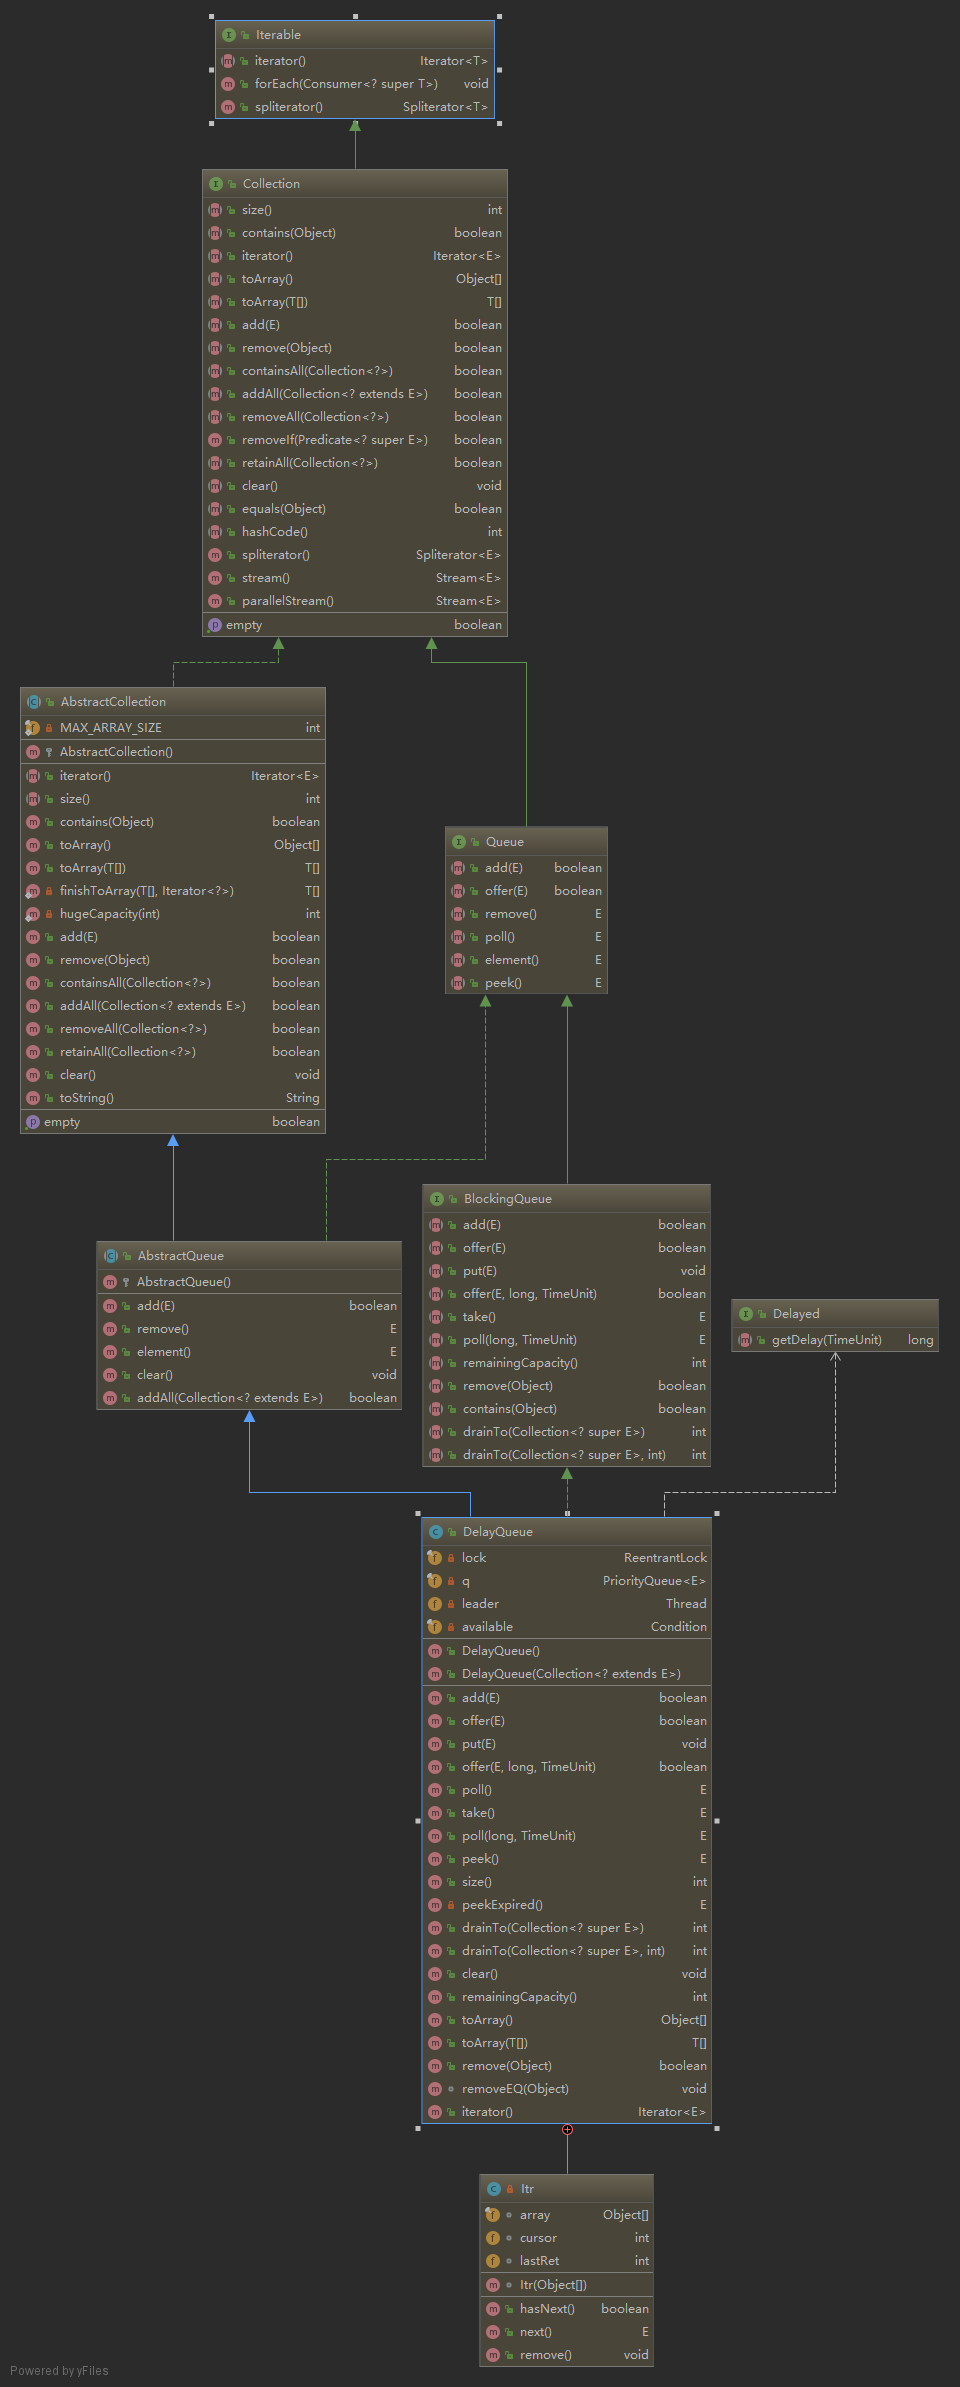 Iterable
iterator() Iterator<T>
forEach(Consumer<? super T>) void
spliterator() Spliterator<T>
Collection
size() int
contains(Object) boolean
iterator() Iterator<E>
toArray() Object[]
toArray(T[]) T[]
add(E) boolean
remove(Object) boolean
containsAll(Collection<?>) boolean
addAll(Collection<? extends E>) boolean
removeAll(Collection<?>) boolean
removeIf(Predicate<? super E>) boolean
retainAll(Collection<?>) boolean
clear() void
equals(Object) boolean
hashCode() int
spliterator() Spliterator<E>
stream() Stream<E>
parallelStream() Stream<E>
empty boolean
AbstractCollection
MAX_ARRAY_SIZE int
AbstractCollection()
iterator() Iterator<E>
size() int
contains(Object) boolean
toArray() Object[]
toArray(T[]) T[]
finishToArray(T[], Iterator<?>) T[]
hugeCapacity(int) int
add(E) boolean
remove(Object) boolean
containsAll(Collection<?>) boolean
addAll(Collection<? extends E>) boolean
removeAll(Collection<?>) boolean
retainAll(Collection<?>) boolean
clear() void
toString() String
empty boolean
Queue
add(E) boolean
offer(E) boolean
remove() E
poll() E
element() E
peek() E
AbstractQueue
AbstractQueue()
add(E) boolean
remove() E
element() E
clear() void
addAll(Collection<? extends E>) boolean
BlockingQueue
add(E) boolean
offer(E) boolean
put(E) void
offer(E, long, TimeUnit) boolean
take() E
poll(long, TimeUnit) E
remainingCapacity() int
remove(Object) boolean
contains(Object) boolean
drainTo(Collection<? super E>) int
drainTo(Collection<? super E>, int) int
Delayed
getDelay(TimeUnit) long
DelayQueue
lock ReentrantLock
q PriorityQueue<E>
leader Thread
available Condition
DelayQueue()
DelayQueue(Collection<? extends E>)
add(E) boolean
offer(E) boolean
put(E) void
offer(E, long, TimeUnit) boolean
poll() E
take() E
poll(long, TimeUnit) E
peek() E
size() int
peekExpired() E
drainTo(Collection<? super E>) int
drainTo(Collection<? super E>, int) int
clear() void
remainingCapacity() int
toArray() Object[]
toArray(T[]) T[]
remove(Object) boolean
removeEQ(Object) void
iterator() Iterator<E>
Itr
array Object[]
cursor int
lastRet int
Itr(Object[])
hasNext() boolean
next() E
remove() void
Powered by yFiles